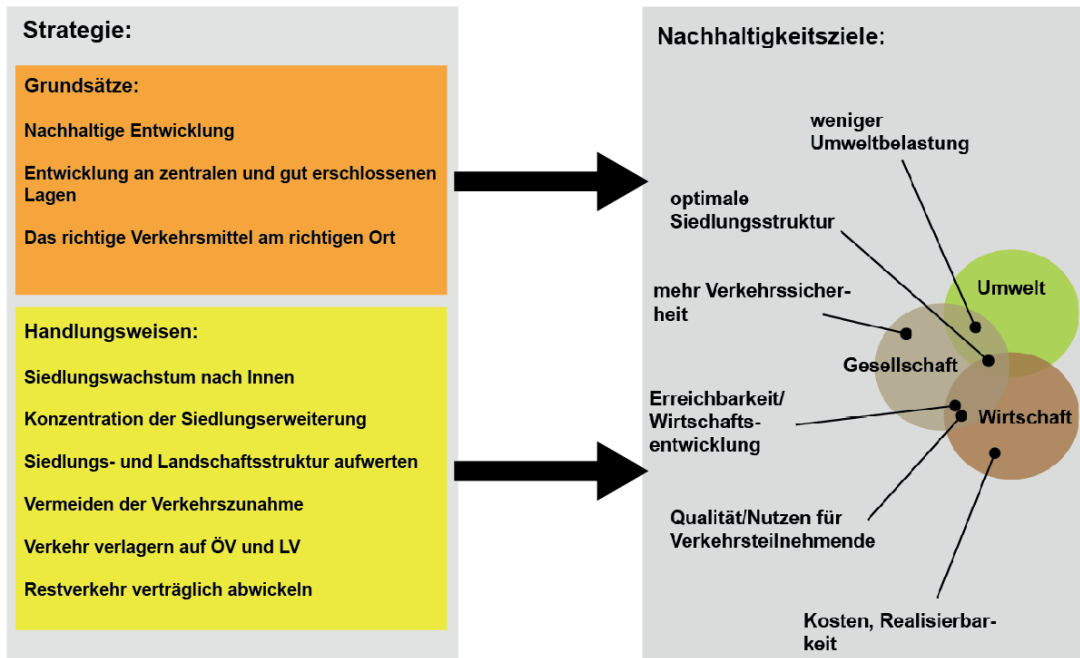 Strategie:
Grundsätze:
Nachhaltige Entwicklung
Entwicklung an zentralen und gut erschlossenen
Lagen
Das richtige Verkehrsmittel am richtigen Ort
Handlungsweisen:
Siedlungswachstum nach Innen
Konzentration der Siedlungserweiterung
Siedlungs- und Landschaftsstruktur aufwerten
Vermeiden der Verkehrszunahme
Verkehr verlagern auf ÖV und LV
Restverkehr verträglich abwickeln
Nachhaltigkeitsziele:
weniger
Umweltbelastung
optimale
Siedlungsstruktur
mehr Verkehrssicher-
heit
Erreichbarkeit/
Wirtschafts-
entwicklung
Qualität/Nutzen für
Verkehrsteilnehmende
Kosten, Realisierbar-
keit
Umwelt
Gesellschaft
Wirtschaft